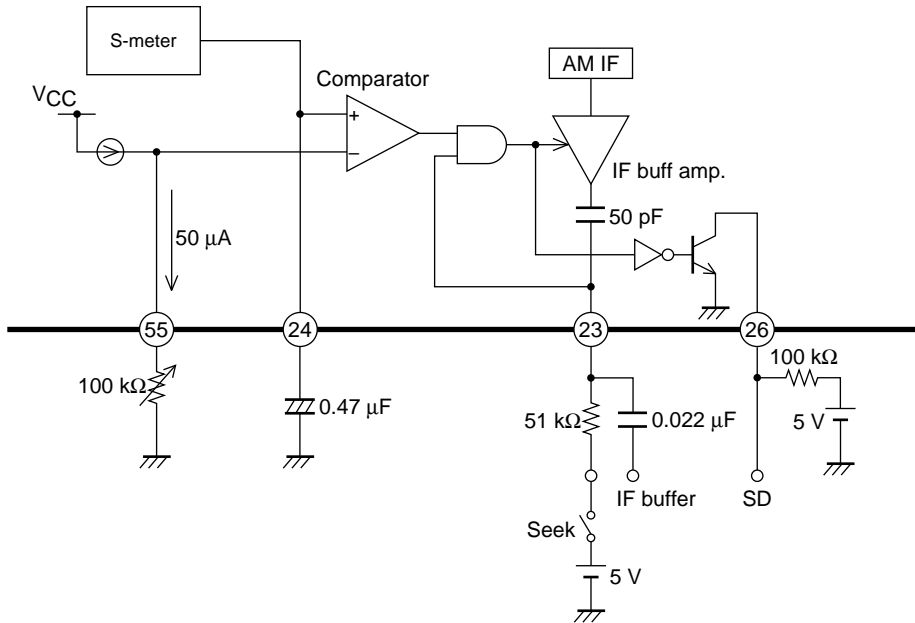 S-meter
AM IF
Comparator
VCC
+
−
IF buff amp.
50 pF
50 μA
55
24
23
26
100 kΩ
100 kΩ
0.47 μF
51 kΩ
0.022 μF
5 V
IF buffer
SD
Seek
5 V